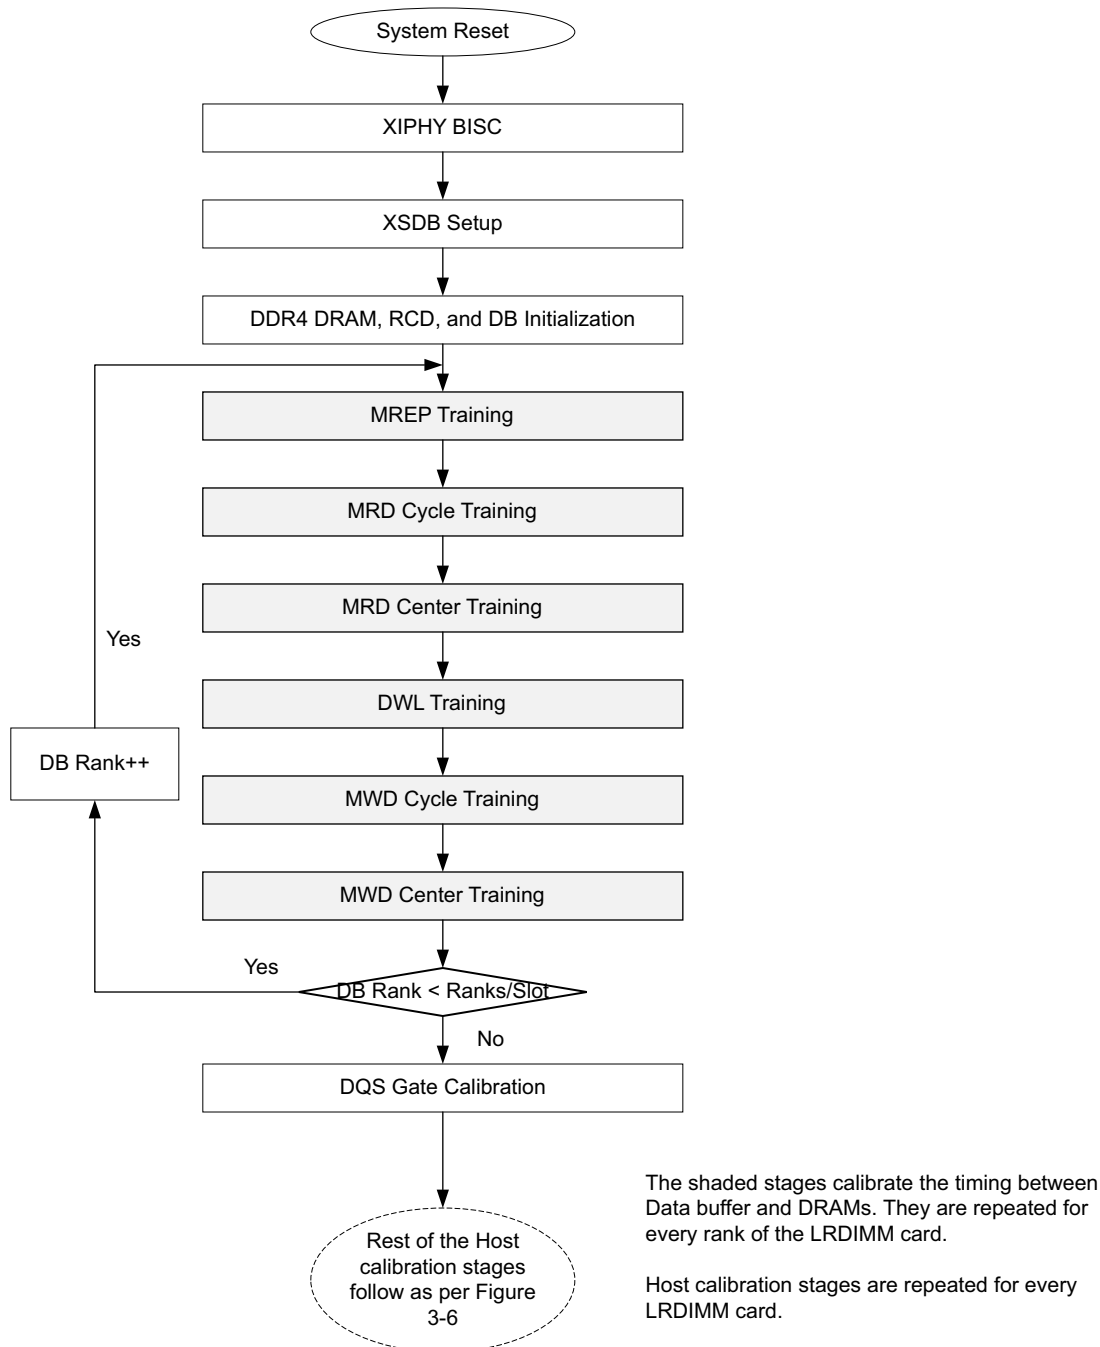 System Reset
XIPHY BISC
XSDB Setup
DDR4 DRAM, RCD, and DB Initialization
MREP Training
MRD Cycle Training
MRD Center Training
Yes
DWL Training
DB Rank++
MWD Cycle Training
MWD Center Training
Yes
DB Rank < Ranks/Slot
No
DQS Gate Calibration
The shaded stages calibrate the timing between
Data buffer and DRAMs. They are repeated for
every rank of the LRDIMM card.
Host calibration stages are repeated for every
LRDIMM card.
Rest of the Host
calibration stages
follow as per Figure
3-6